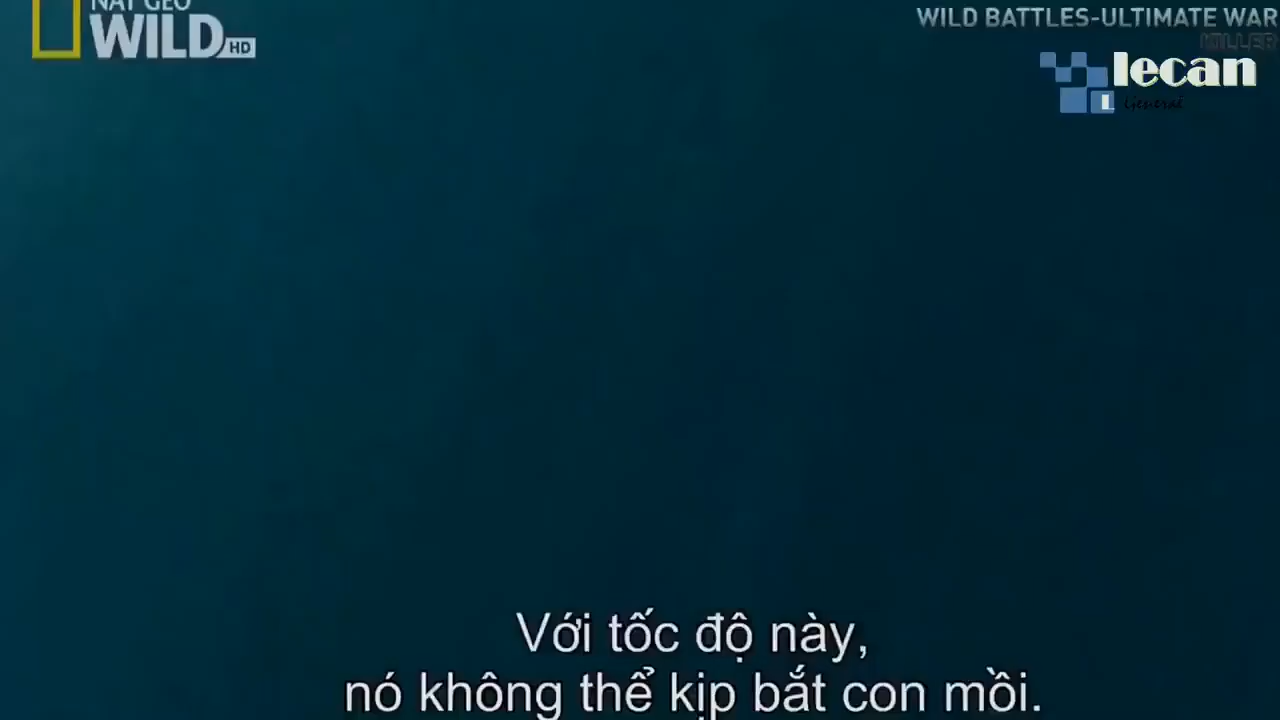 NAT GEO
WILD HD
WILD BATTLES-ULTIMATE WAR
KILLER
lecan
L
Với tốc độ này,
nó không thể kịp bắt con mồi.